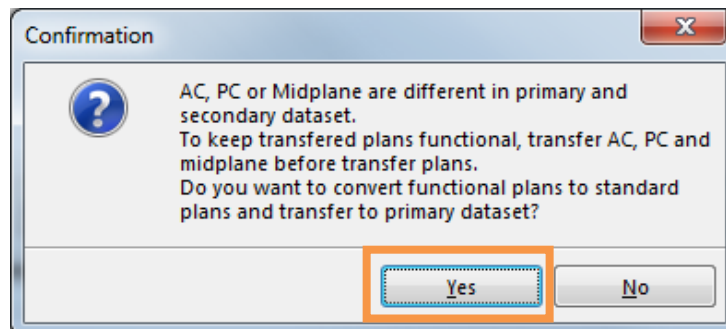 Confirmation
AC, PC or Midplane are different in primary and
secondary dataset.
To keep transfered plans functional, transfer AC, PC and
midplane before transfer plans.
Do you want to convert functional plans to standard
plans and transfer to primary dataset?
Yes
No